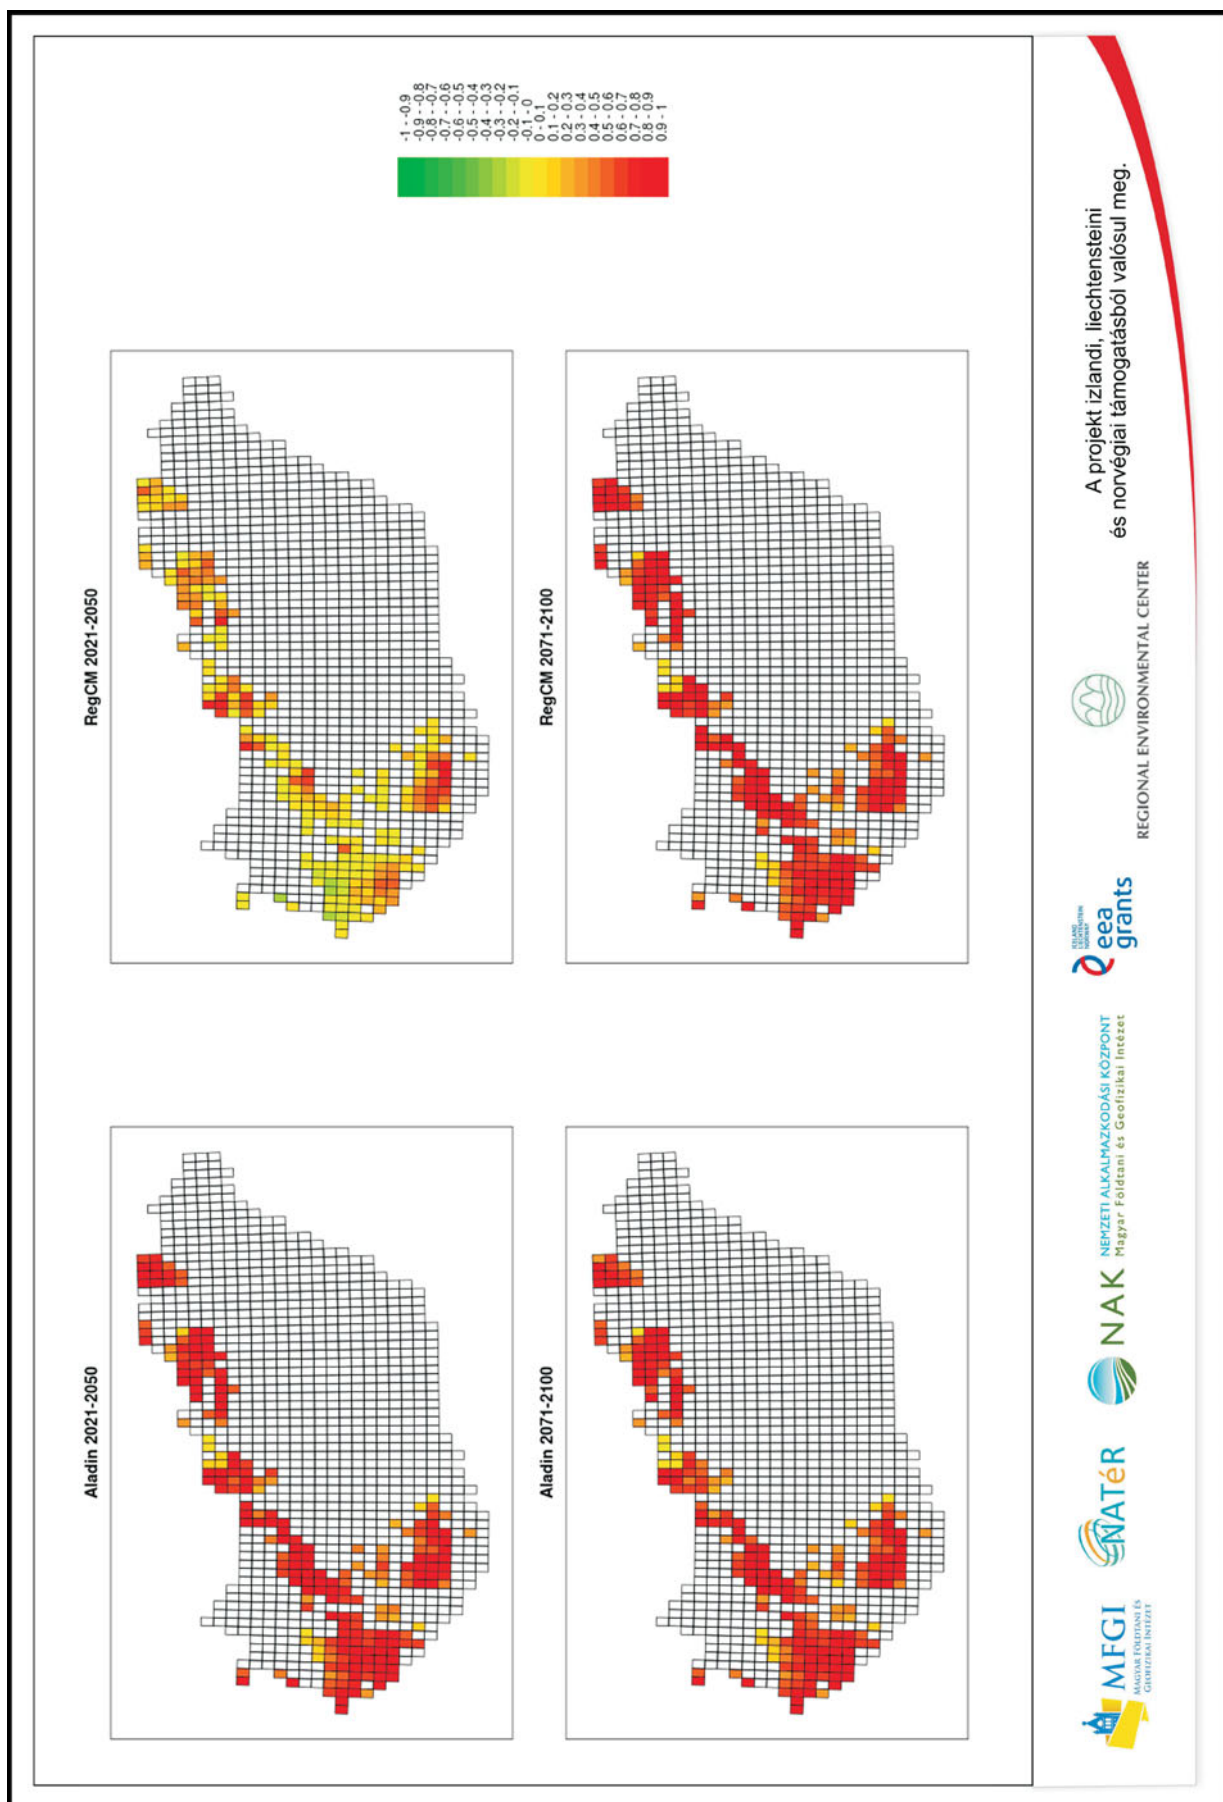 Aladin 2021-2050
RegCM 2021-2050
-1 - -0.9
-0.9 - -0.8
-0.8 - -0.7
-0.7 - -0.6
-0.6 - -0.5
-0.5 - -0.4
-0.4 - -0.3
-0.3 - -0.2
-0.2 - -0.1
-0.1 - 0
0 - 0.1
0.1 - 0.2
0.2 - 0.3
0.3 - 0.4
0.4 - 0.5
0.5 - 0.6
0.6 - 0.7
0.7 - 0.8
0.8 - 0.9
0.9 - 1
Aladin 2071-2100
RegCM 2071-2100
MFGI
MAGYAR FÖLDTANI ÉS
GEOFIZIKAI INTÉZET
NATéR
NAK
NEMZETI ALKALMAZKODÁSI KÖZPONT
Magyar Földtani és Geofizikai Intézet
ICELAND
LIECHTENSTEIN
NORWAY
eea
grants
REGIONAL ENVIRONMENTAL CENTER
A projekt izlandi, liechtensteini
és norvégiai támogatásból valósul meg.